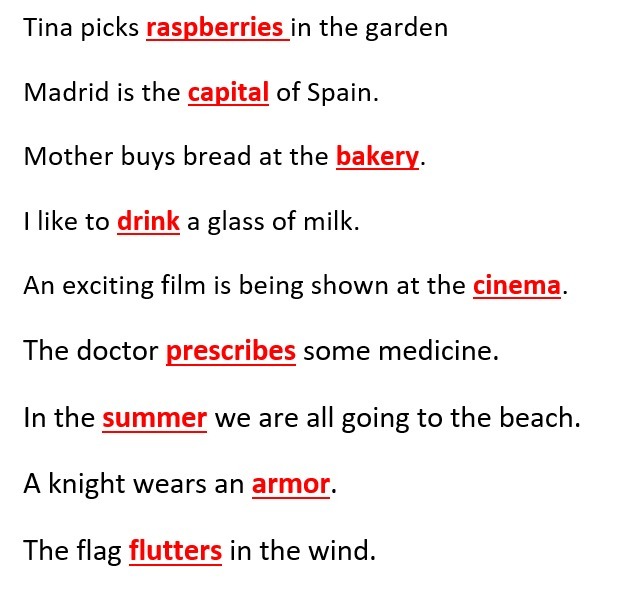 Tina picks raspberries in the garden
Madrid is the capital of Spain.
Mother buys bread at the bakery.
I like to drink a glass of milk.
An exciting film is being shown at the cinema.
The doctor prescribes some medicine.
In the summer we are all going to the beach.
A knight wears an armor.
The flag flutters in the wind.